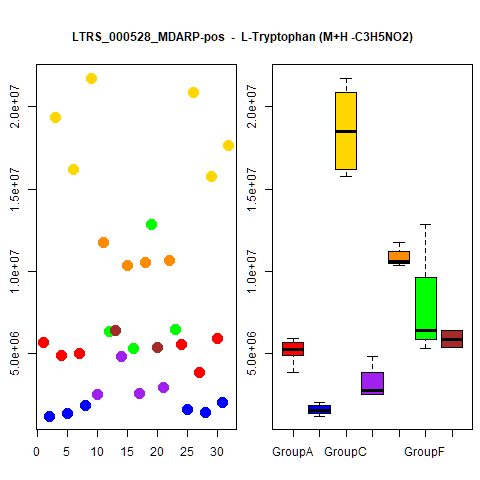 LTRS_000528_MDARP-pos  -  L-Tryptophan (M+H -C3H5NO2)
2.0e+07
1.5e+07
1.0e+07
5.0e+06
0 5 10 15 20 25 30
2.0e+07
1.5e+07
1.0e+07
5.0e+06
GroupA GroupC GroupF